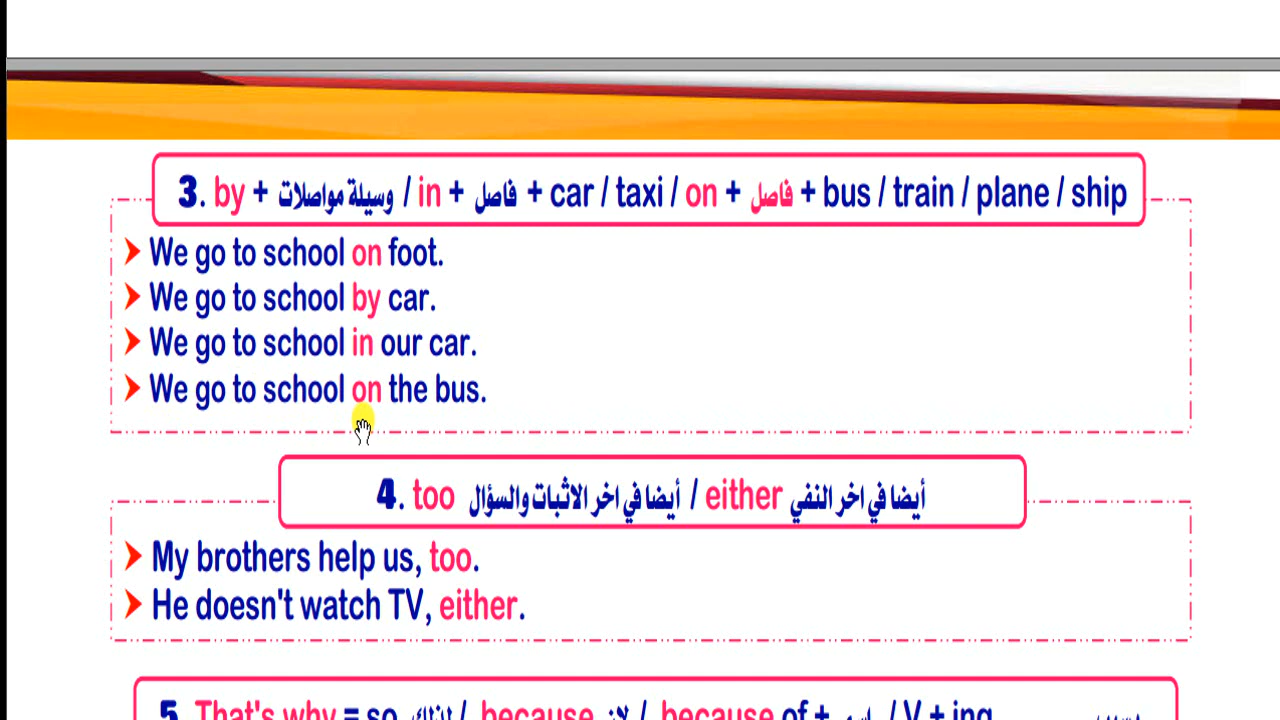 3. by + وسيلة مواصلات / in + فاصل + car / taxi / on + فاصل + bus / train / plane / ship
We go to school on foot.
We go to school by car.
We go to school in our car.
We go to school on the bus.
4. too أيضا في اخر الاثبات والسؤال / either أيضا في اخر النفي
My brothers help us, too.
He doesn't watch TV, either.
5. That's why = so لذلك / because لان / because of + اسم / V + ing